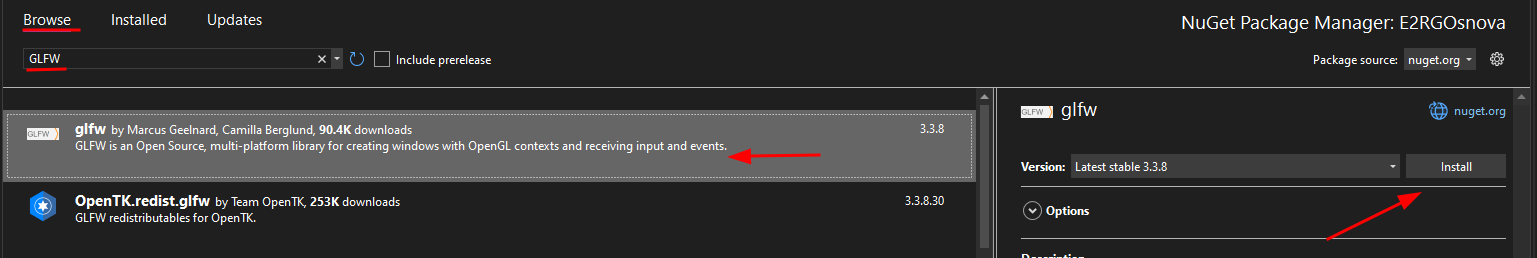 Browse Installed Updates
NuGet Package Manager: E2RGOsnova
GLFW
Include prerelease
Package source: nuget.org
GLFW
glfw by Marcus Geelnard, Camilla Berglund, 90.4K downloads
3.3.8
GLFW is an Open Source, multi-platform library for creating windows with OpenGL contexts and receiving input and events.
OpenTK.redist.glfw by Team OpenTK, 253K downloads
3.3.8.30
GLFW redistributables for OpenTK.
GLFW
glfw
nuget.org
Version: Latest stable 3.3.8
Install
Options
Description